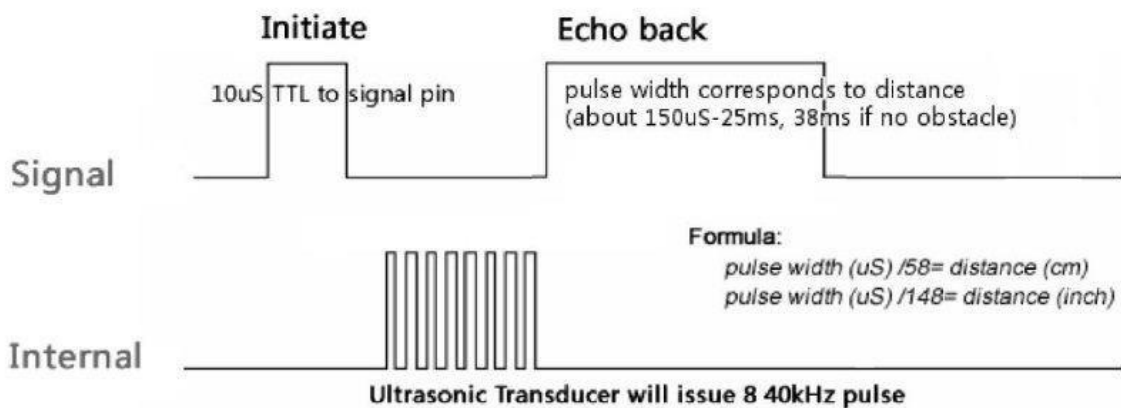 Initiate
Echo back
10uS TTL to signal pin
pulse width corresponds to distance
(about 150uS-25ms, 38ms if no obstacle)
Signal
Formula:
pulse width (uS) /58= distance (cm)
pulse width (uS) /148= distance (inch)
Internal
Ultrasonic Transducer will issue 8 40kHz pulse